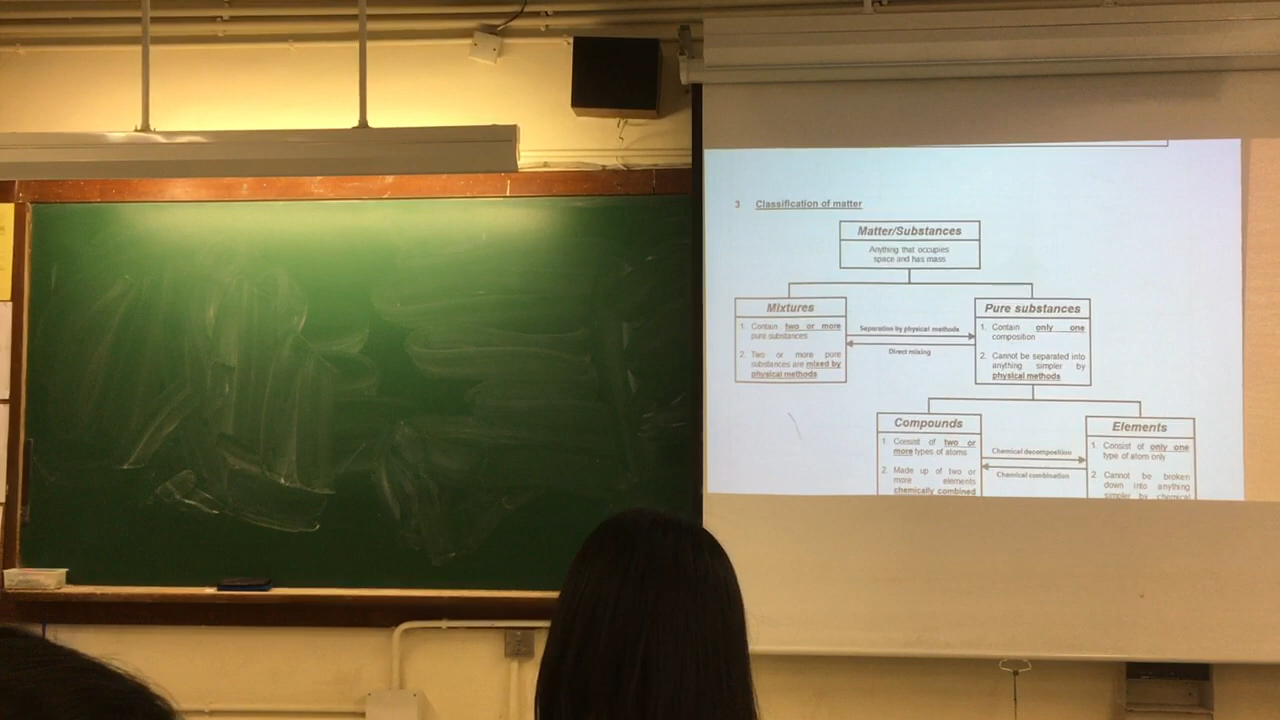 3 Classification of matter
Matter/Substances
Anything that occupies
space and has mass
Mixtures
1. Contain two or more
pure substances
2. Two or more pure
substances are mixed by
physical methods
Separation by physical methods
Direct mixing
Pure substances
1. Contain only one
composition
2. Cannot be separated into
anything simpler by
physical methods
Compounds
1. Consist of two or
more types of atoms
2. Made up of two or
more elements
chemically combined
Chemical decomposition
Chemical combination
Elements
1. Consist of only one
type of atom only
2. Cannot be broken
down into anything
simpler by chemical